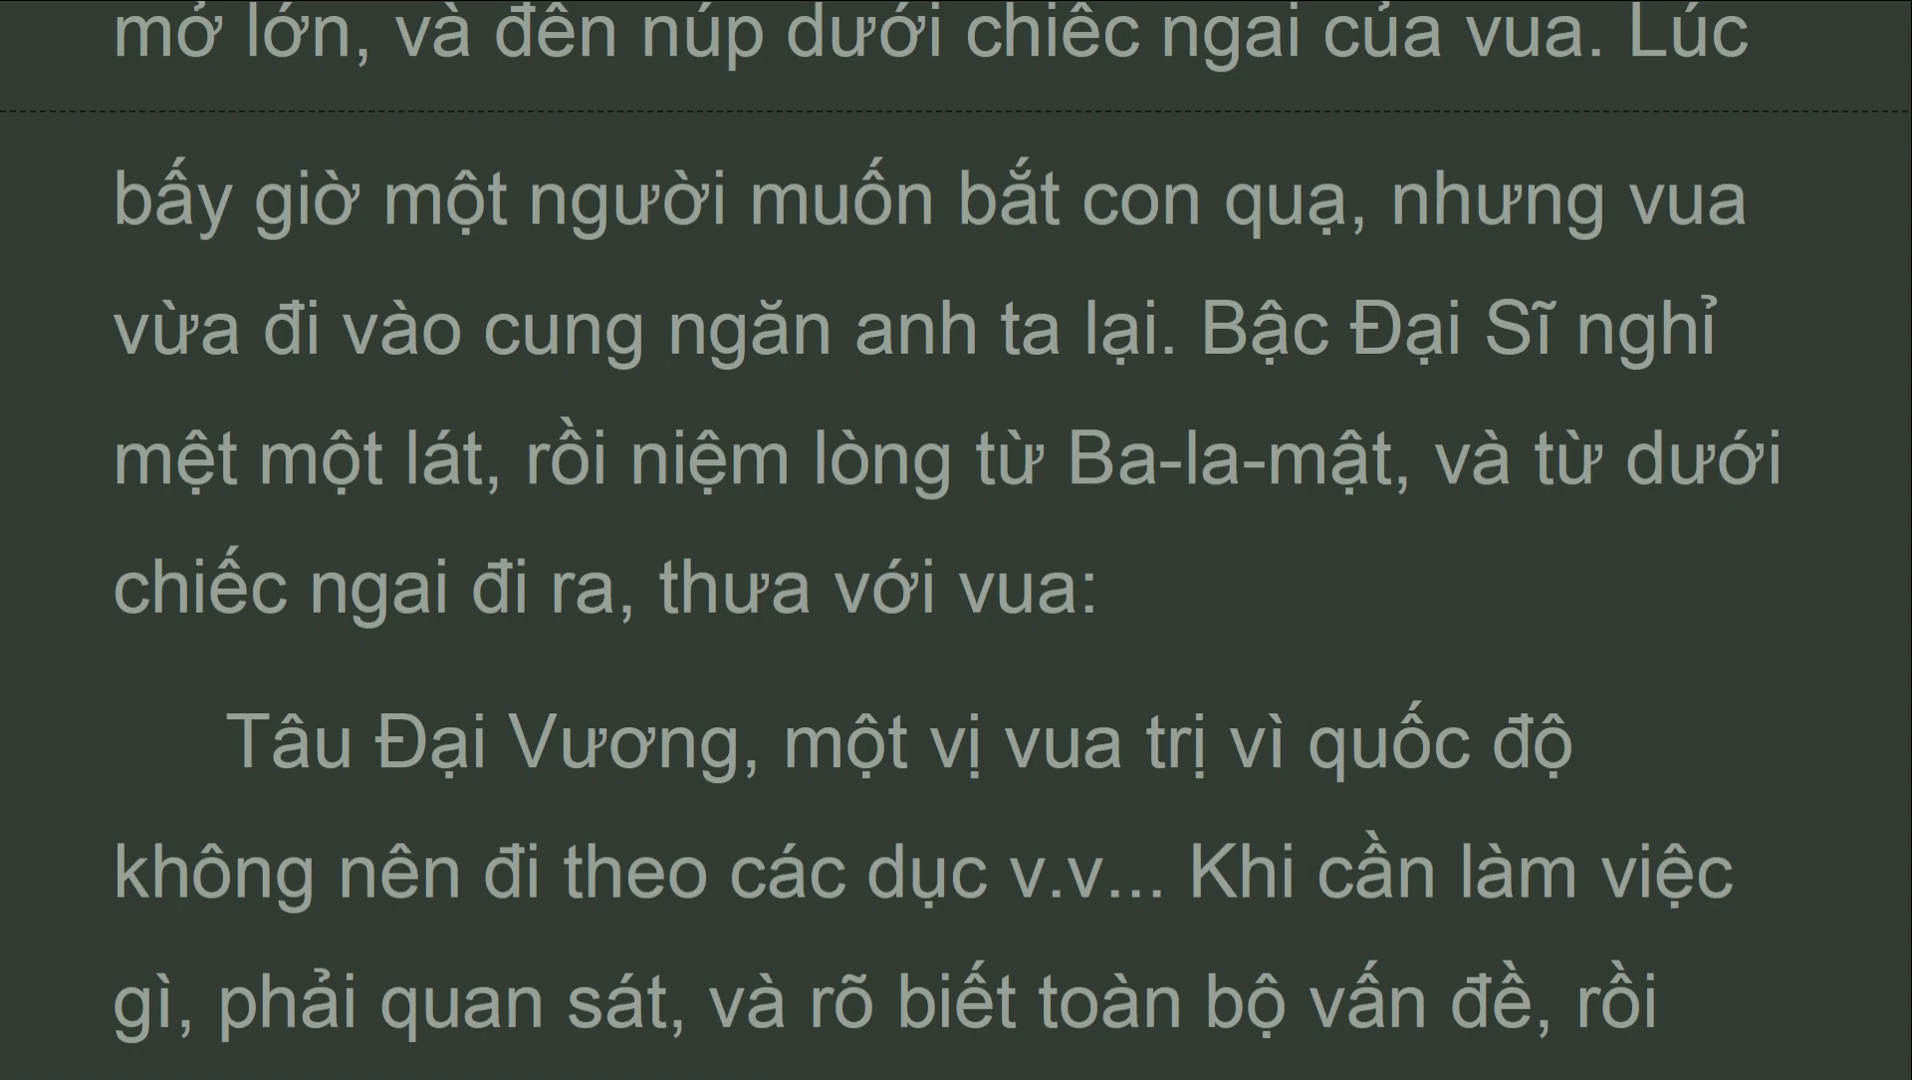 mở lớn, và đến núp dưới chiếc ngai của vua. Lúc
bấy giờ một người muốn bắt con quạ, nhưng vua
vừa đi vào cung ngăn anh ta lại. Bậc Đại Sĩ nghỉ
mệt một lát, rồi niệm lòng từ Ba-la-mật, và từ dưới
chiếc ngai đi ra, thưa với vua:
Tâu Đại Vương, một vị vua trị vì quốc độ
không nên đi theo các dục v.v... Khi cần làm việc
gì, phải quan sát, và rõ biết toàn bộ vấn đề, rồi